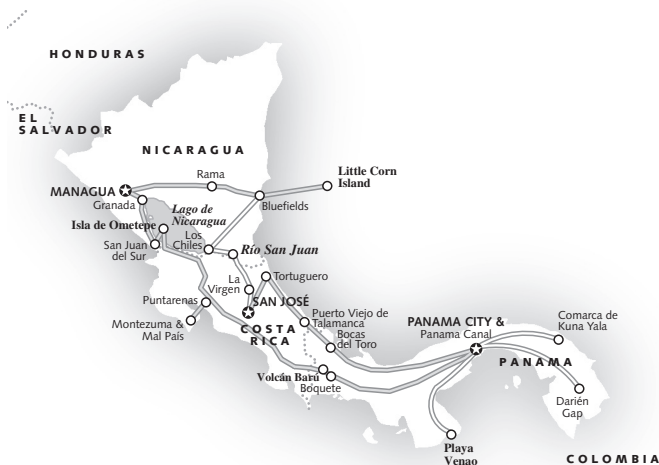 HONDURAS
EL
SALVADOR
NICARAGUA
Little Corn
Island
Rama
MANAGUA
Granada
Lago de
Nicaragua
Bluefields
Isla de Ometepe
Los
Chiles
San Juan
del Sur
Río San Juan
La
Virgen
Tortuguero
Puntarenas
SAN JOSÉ
Montezuma &
Mal País
COSTA
RICA
Puerto Viejo de
Talamanca
Bocas
del Toro
PANAMA CITY &
Panama Canal
Comarca de
Kuna Yala
PANAMA
Volcán Barú
Boquete
Darién
Gap
Playa
Venao
COLOMBIA